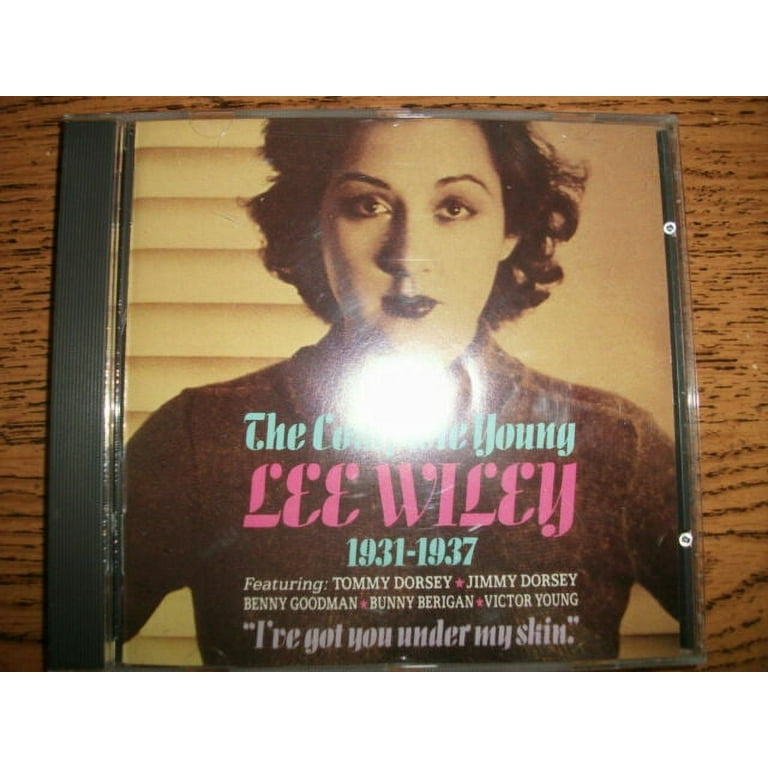 The Complete Young
LEE WILEY
1931-1937
Featuring: TOMMY DORSEY ★ JIMMY DORSEY
BENNY GOODMAN ★ BUNNY BERIGAN ★ VICTOR YOUNG
"I've got you under my skin."